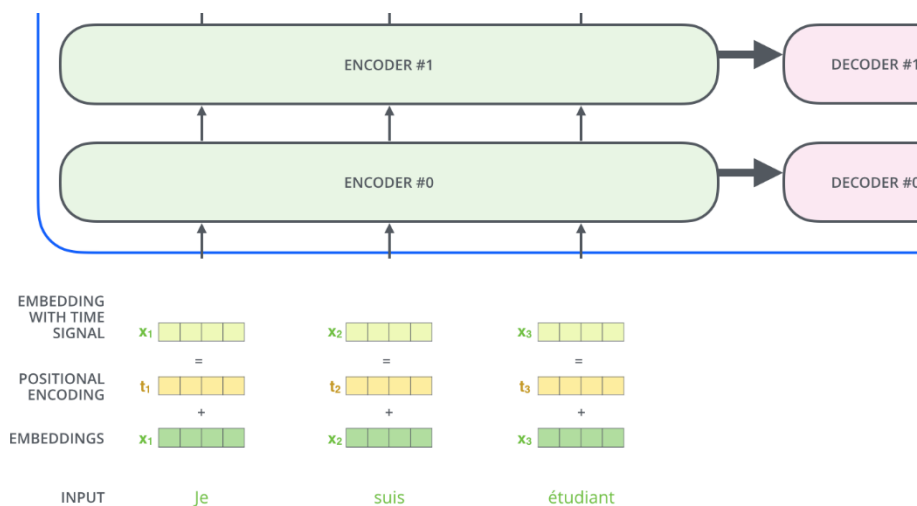 ENCODER #1
DECODER #1
ENCODER #0
DECODER #0
EMBEDDING
WITH TIME
SIGNAL
x₁
x₂
x₃
=
=
=
POSITIONAL
ENCODING
t₁
t₂
t₃
+
+
+
EMBEDDINGS
x₁
x₂
x₃
INPUT
Je
suis
étudiant